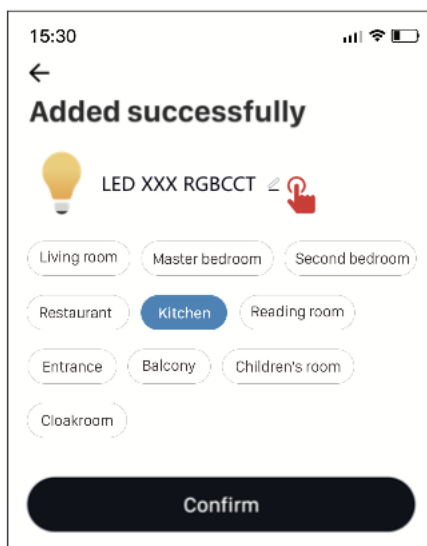 15:30
Added successfully
LED XXX RGBCCT
Living room Master bedroom Second bedroom
Restaurant Kitchen Reading room
Entrance Balcony Children's room
Cloakroom
Confirm